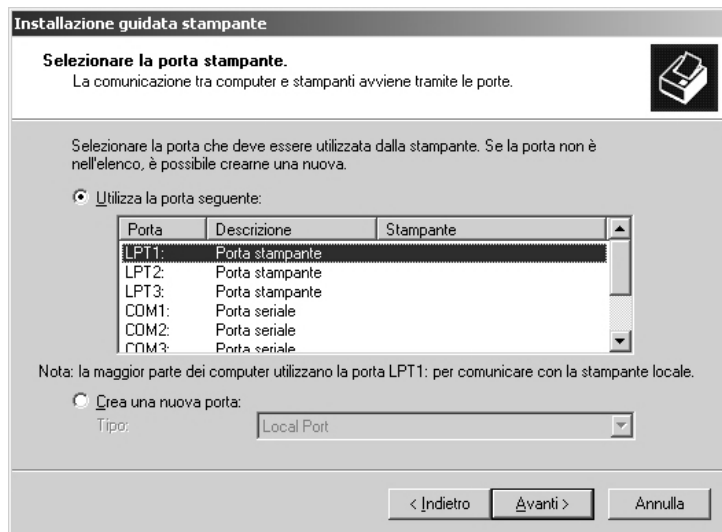 Installazione guidata stampante
Selezionare la porta stampante.
La comunicazione tra computer e stampanti avviene tramite le porte.
Selezionare la porta che deve essere utilizzata dalla stampante. Se la porta non è
nell'elenco, è possibile crearne una nuova.
Utilizza la porta seguente:
Porta Descrizione Stampante
LPT1: Porta stampante
LPT2: Porta stampante
LPT3: Porta stampante
COM1: Porta seriale
COM2: Porta seriale
COM3: Porta seriale
Nota: la maggior parte dei computer utilizzano la porta LPT1: per comunicare con la stampante locale.
Crea una nuova porta:
Tipo: Local Port
< Indietro Avanti > Annulla